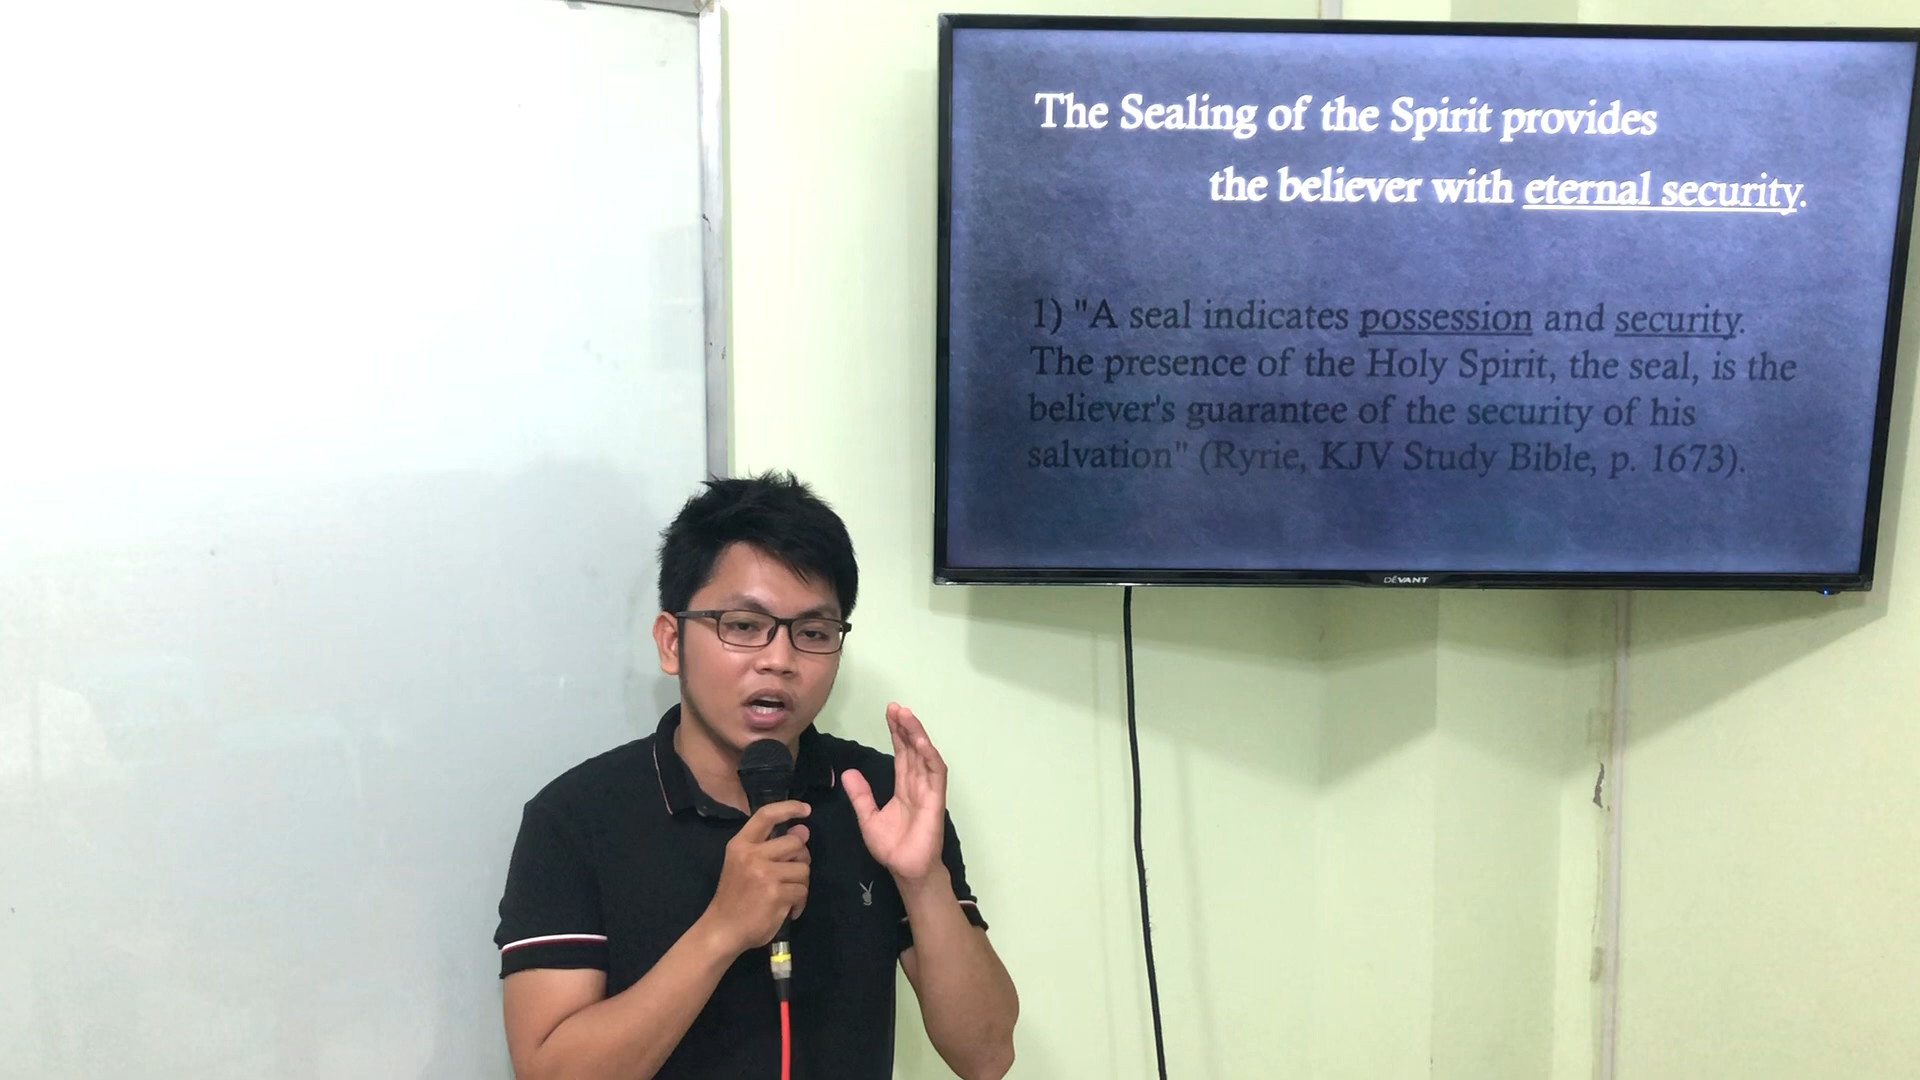 The Sealing of the Spirit provides
the believer with eternal security.
1) "A seal indicates possession and security.
The presence of the Holy Spirit, the seal, is the
believer's guarantee of the security of his
salvation" (Ryrie, KJV Study Bible, p. 1673).
DEVANT